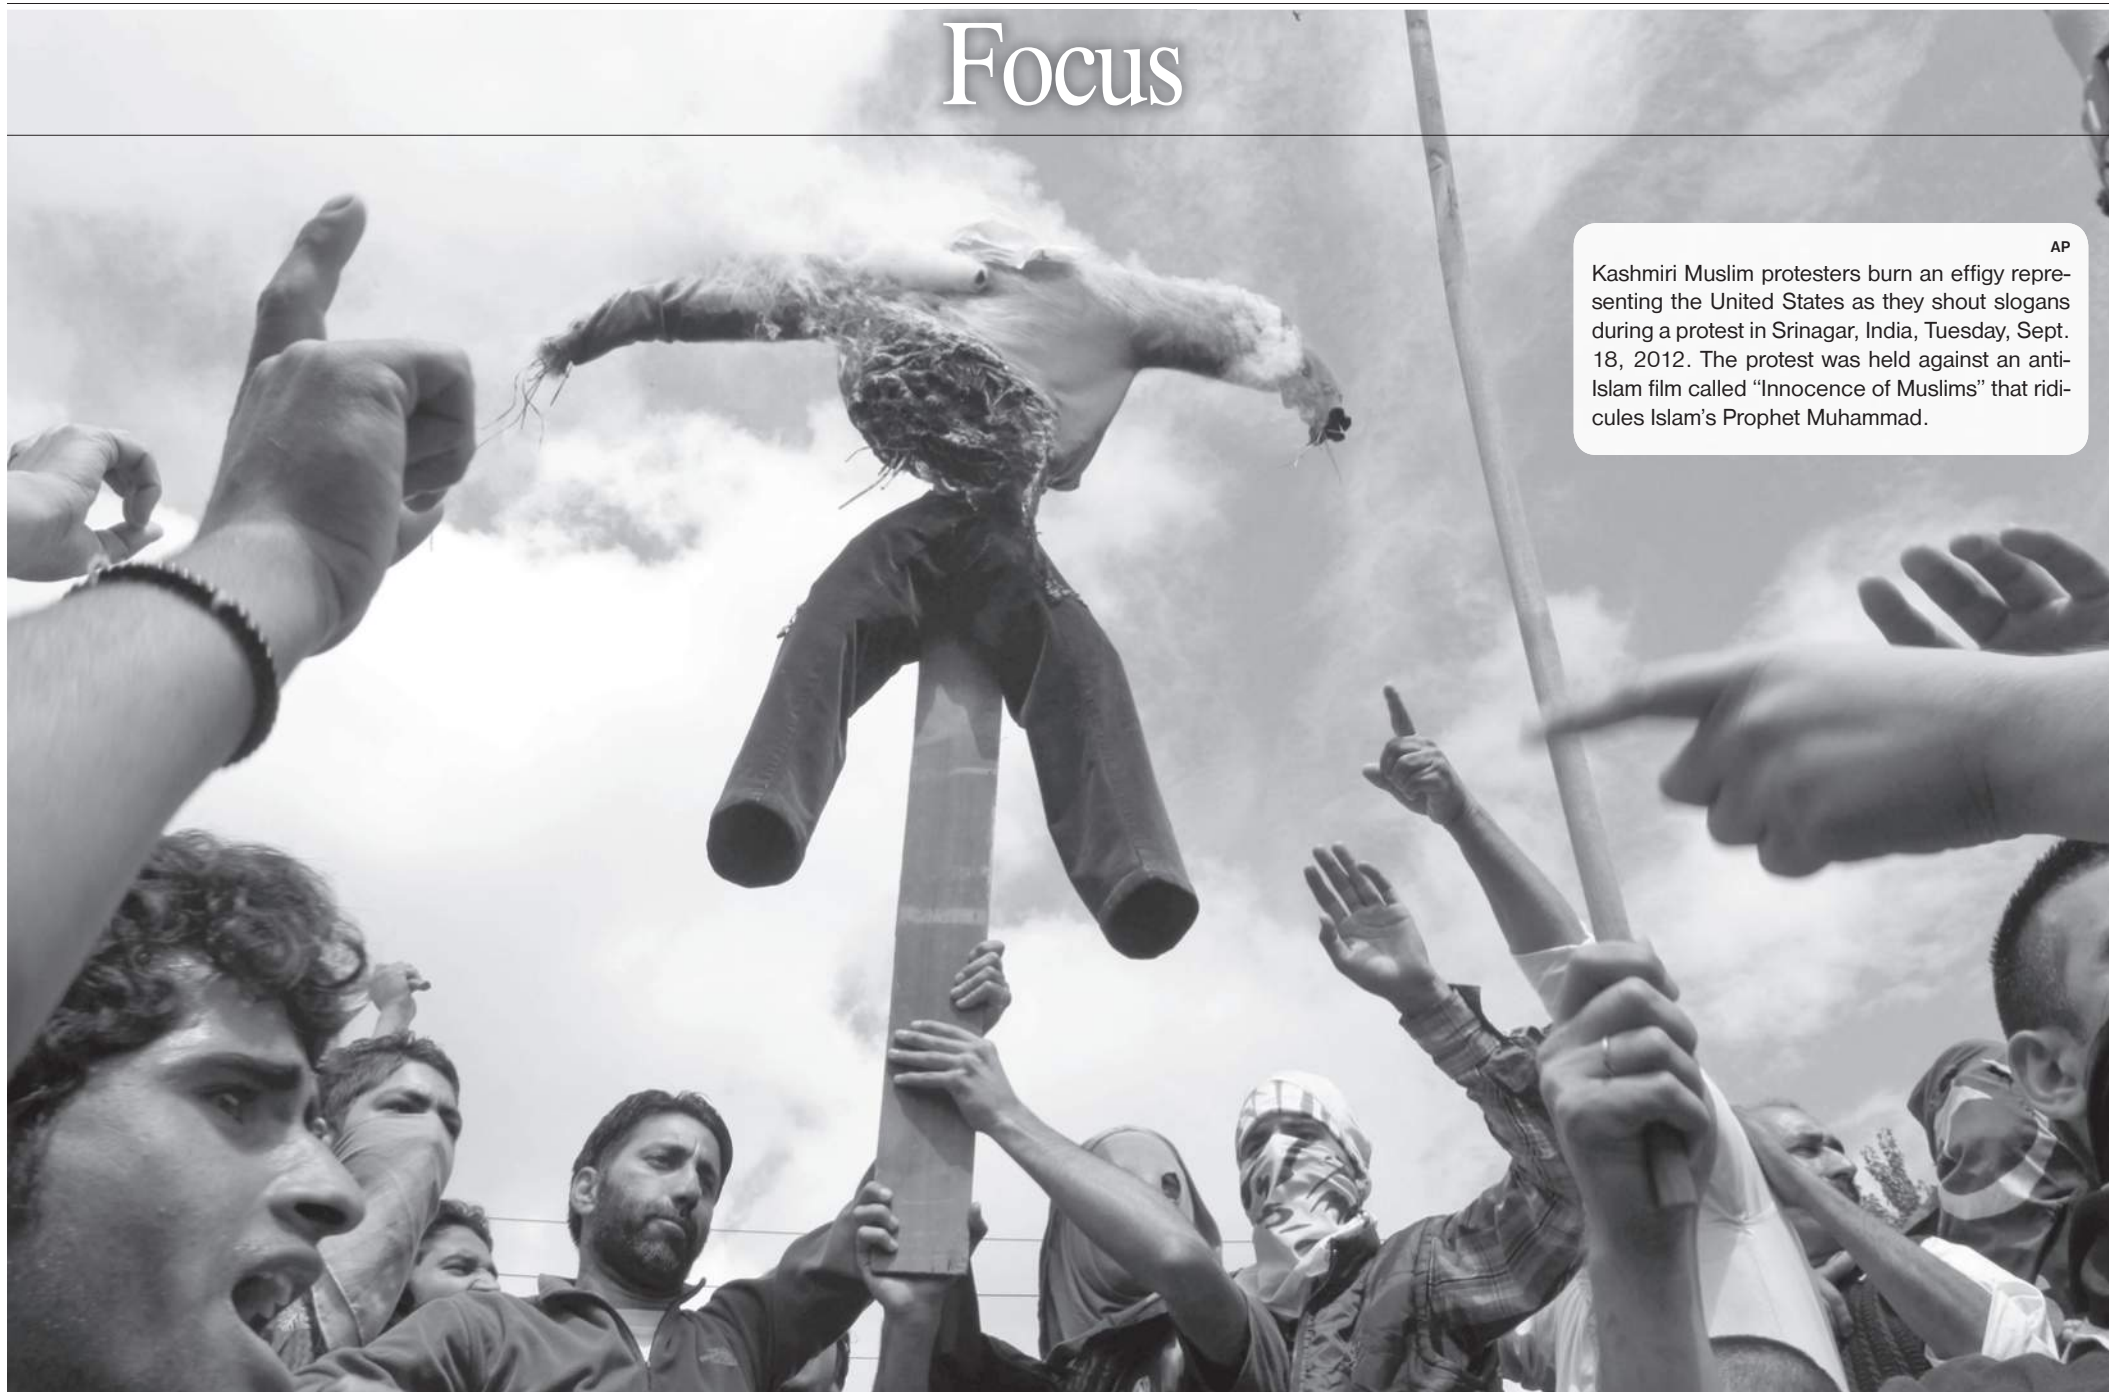 Focus
AP
Kashmiri Muslim protesters burn an effigy repre-
senting the United States as they shout slogans
during a protest in Srinagar, India, Tuesday, Sept.
18, 2012. The protest was held against an anti-
Islam film called “Innocence of Muslims” that ridi-
cules Islam’s Prophet Muhammad.